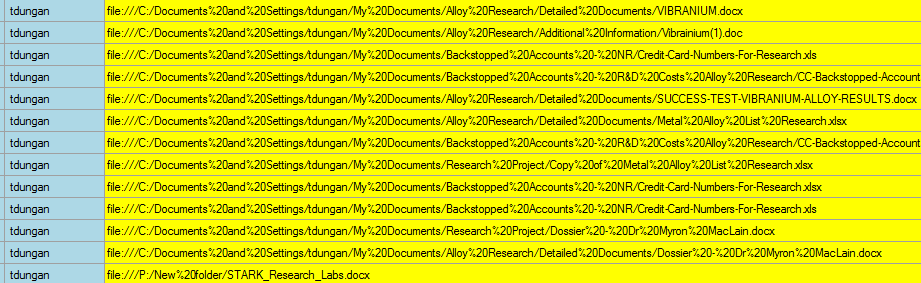 tdungan file:///C:/Documents%20and%20Settings/tdungan/My%20Documents/Alloy%20Research/Detailed%20Documents/VIBRANIUM.docx
tdungan file:///C:/Documents%20and%20Settings/tdungan/My%20Documents/Alloy%20Research/Additional%20Information/Vibrainium(1).doc
tdungan file:///C:/Documents%20and%20Settings/tdungan/My%20Documents/Backstopped%20Accounts%20-%20NR/Credit-Card-Numbers-For-Research.xls
tdungan file:///C:/Documents%20and%20Settings/tdungan/My%20Documents/Backstopped%20Accounts%20-%20R&D%20Costs%20Alloy%20Research/CC-Backstopped-Account
tdungan file:///C:/Documents%20and%20Settings/tdungan/My%20Documents/Alloy%20Research/Detailed%20Documents/SUCCESS-TEST-VIBRANIUM-ALLOY-RESULTS.docx
tdungan file:///C:/Documents%20and%20Settings/tdungan/My%20Documents/Alloy%20Research/Detailed%20Documents/Metal%20Alloy%20List%20Research.xlsx
tdungan file:///C:/Documents%20and%20Settings/tdungan/My%20Documents/Backstopped%20Accounts%20-%20R&D%20Costs%20Alloy%20Research/CC-Backstopped-Account
tdungan file:///C:/Documents%20and%20Settings/tdungan/My%20Documents/Research%20Project/Copy%20of%20Metal%20Alloy%20List%20Research.xlsx
tdungan file:///C:/Documents%20and%20Settings/tdungan/My%20Documents/Backstopped%20Accounts%20-%20NR/Credit-Card-Numbers-For-Research.xlsx
tdungan file:///C:/Documents%20and%20Settings/tdungan/My%20Documents/Backstopped%20Accounts%20-%20NR/Credit-Card-Numbers-For-Research.xls
tdungan file:///C:/Documents%20and%20Settings/tdungan/My%20Documents/Research%20Project/Dossier%20-%20Dr%20Myron%20MacLain.docx
tdungan file:///C:/Documents%20and%20Settings/tdungan/My%20Documents/Alloy%20Research/Detailed%20Documents/Dossier%20-%20Dr%20Myron%20MacLain.docx
tdungan file:///P:/New%20folder/STARK_Research_Labs.docx